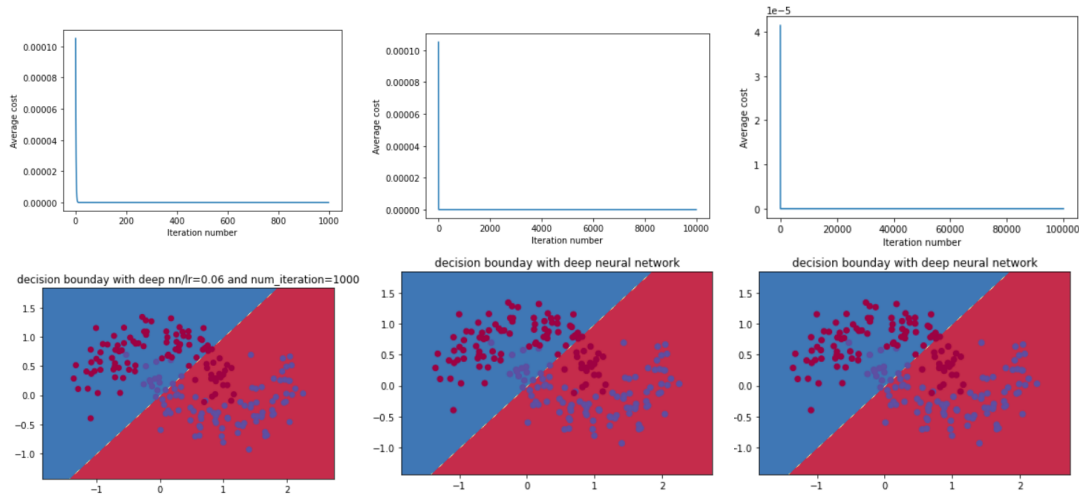 0.00010
0.00008
0.00006
0.00004
0.00002
0.00000
Average cost
0 200 400 600 800 1000
Iteration number
0.00010
0.00008
0.00006
0.00004
0.00002
0.00000
Average cost
0 2000 4000 6000 8000 10000
Iteration number
1e−5
4
3
2
1
0
Average cost
0 20000 40000 60000 80000 100000
Iteration number
decision bounday with deep nn/lr=0.06 and num_iteration=1000
1.5
1.0
0.5
0.0
−0.5
−1.0
−1 0 1 2
decision bounday with deep neural network
1.5
1.0
0.5
0.0
−0.5
−1.0
−1 0 1 2
decision bounday with deep neural network
1.5
1.0
0.5
0.0
−0.5
−1.0
−1 0 1 2